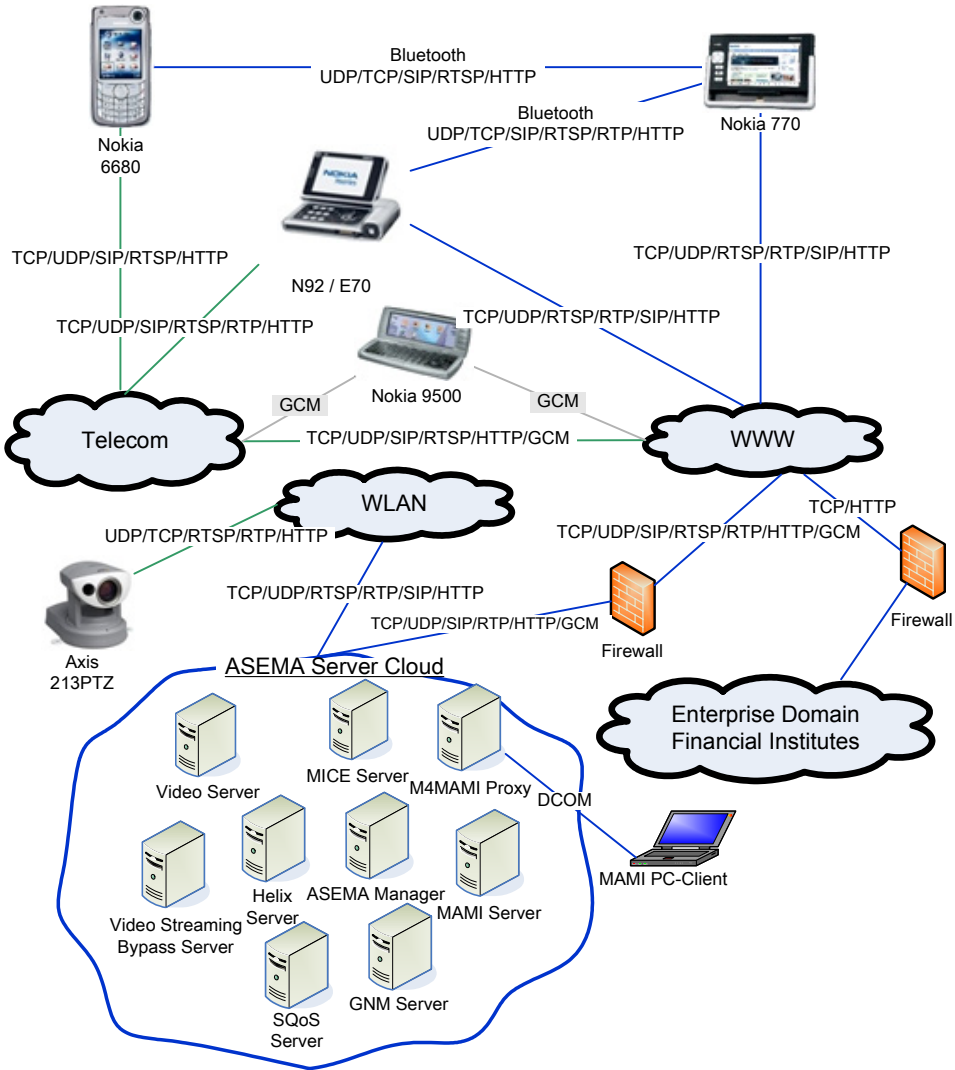 Bluetooth
UDP/TCP/SIP/RTSP/HTTP
Nokia
6680
Nokia 770
Bluetooth
UDP/TCP/SIP/RTSP/RTP/HTTP
NOKIA
TCP/UDP/SIP/RTSP/HTTP
TCP/UDP/RTSP/RTP/SIP/HTTP
N92 / E70
TCP/UDP/SIP/RTSP/RTP/HTTP
TCP/UDP/RTSP/RTP/SIP/HTTP
Nokia 9500
GCM
GCM
Telecom
TCP/UDP/SIP/RTSP/HTTP/GCM
WWW
WLAN
TCP/HTTP
UDP/TCP/RTSP/RTP/HTTP
TCP/UDP/SIP/RTSP/RTP/HTTP/GCM
TCP/UDP/RTSP/RTP/SIP/HTTP
TCP/UDP/SIP/RTP/HTTP/GCM
Firewall
Firewall
Axis
213PTZ
ASEMA Server Cloud
Enterprise Domain
Financial Institutes
Video Server
MICE Server
M4MAMI Proxy
DCOM
MAMI PC-Client
Helix
Server
ASEMA Manager
MAMI Server
Video Streaming
Bypass Server
GNM Server
SQoS
Server